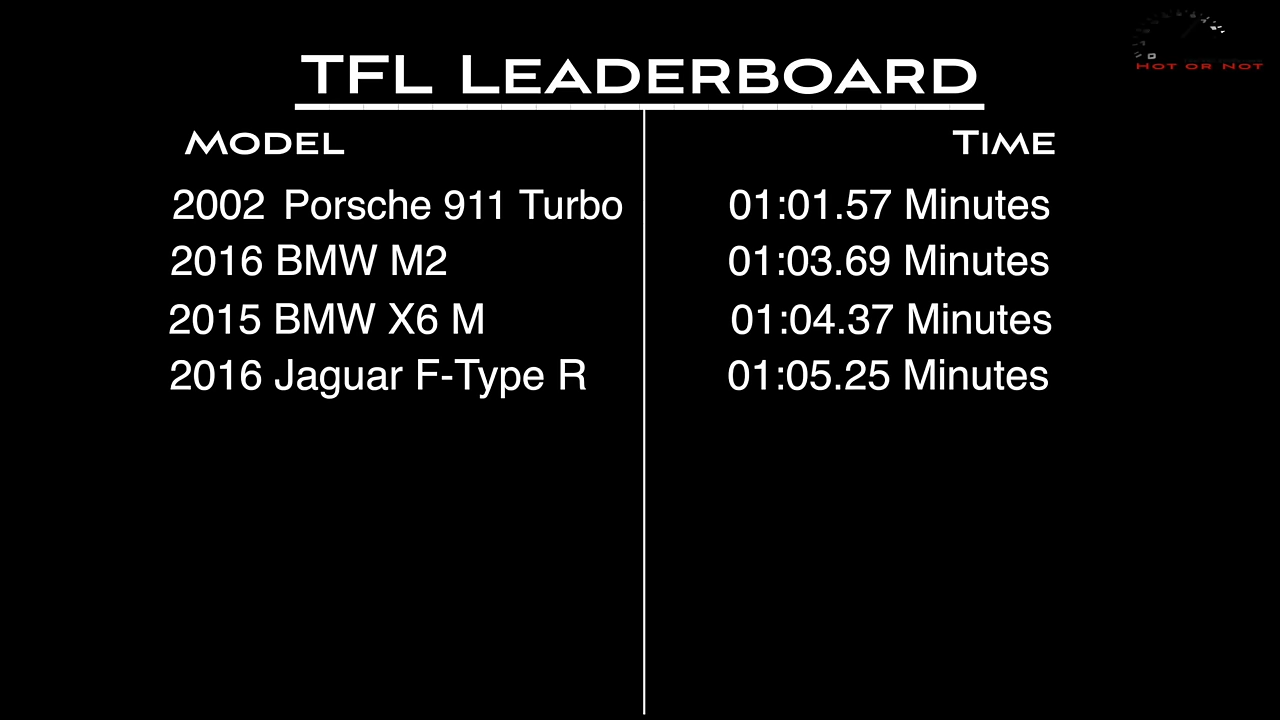 TFL Leaderboard
HOT OR NOT
Model Time
2002 Porsche 911 Turbo 01:01.57 Minutes
2016 BMW M2 01:03.69 Minutes
2015 BMW X6 M 01:04.37 Minutes
2016 Jaguar F-Type R 01:05.25 Minutes